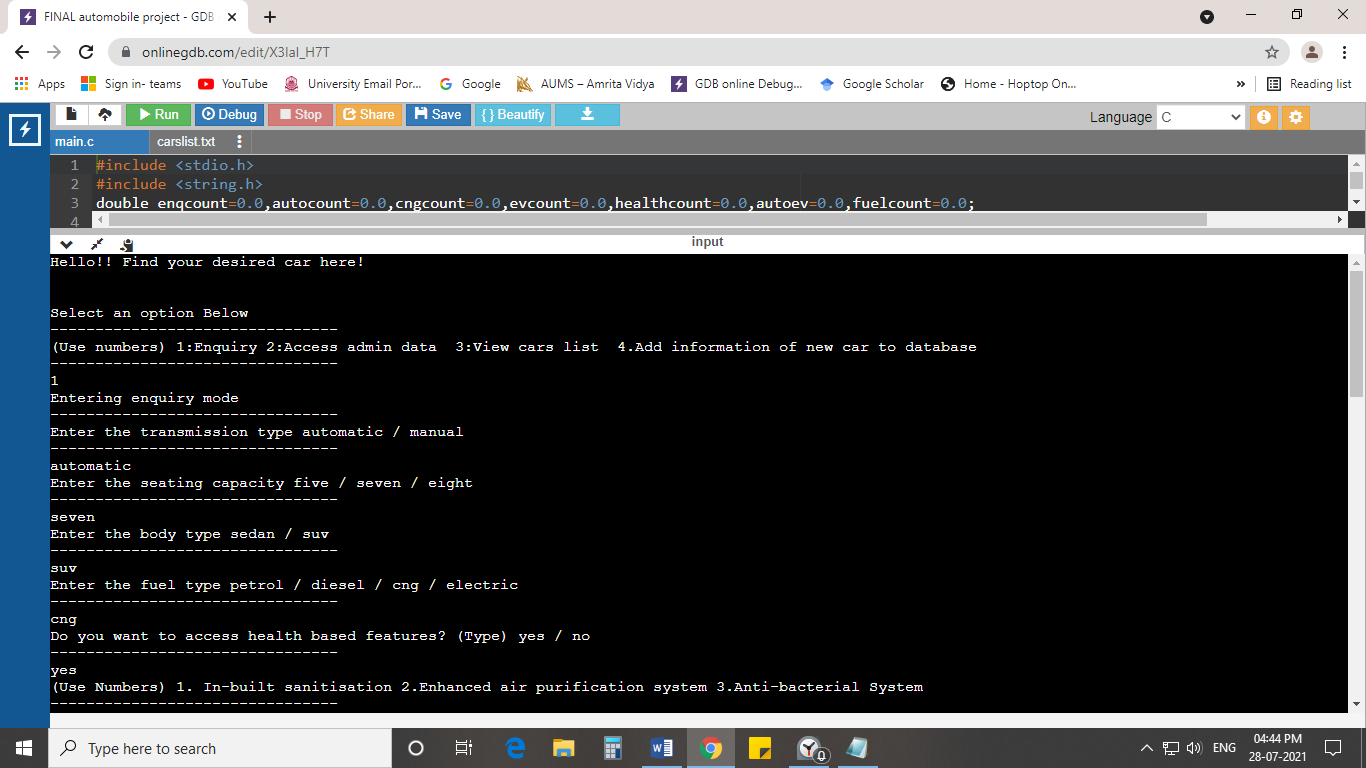 FINAL automobile project - GDB
onlinegdb.com/edit/X3IaI_H7T
Apps Sign in- teams YouTube University Email Por... Google AUMS – Amrita Vidya GDB online Debug... Google Scholar Home - Hoptop On... » Reading list
Run Debug Stop Share Save { } Beautify Language C
main.c carslist.txt
1 #include <stdio.h>
2 #include <string.h>
3 double enqcount=0.0,autocount=0.0,cngcount=0.0,evcount=0.0,healthcount=0.0,autoev=0.0,fuelcount=0.0;
4
input
Hello!! Find your desired car here!
Select an option Below
--------------------------------
(Use numbers) 1:Enquiry 2:Access admin data  3:View cars list  4.Add information of new car to database
--------------------------------
1
Entering enquiry mode
--------------------------------
Enter the transmission type automatic / manual
--------------------------------
automatic
Enter the seating capacity five / seven / eight
--------------------------------
seven
Enter the body type sedan / suv
--------------------------------
suv
Enter the fuel type petrol / diesel / cng / electric
--------------------------------
cng
Do you want to access health based features? (Type) yes / no
--------------------------------
yes
(Use Numbers) 1. In-built sanitisation 2.Enhanced air purification system 3.Anti-bacterial System
--------------------------------
Type here to search ENG 04:44 PM
28-07-2021